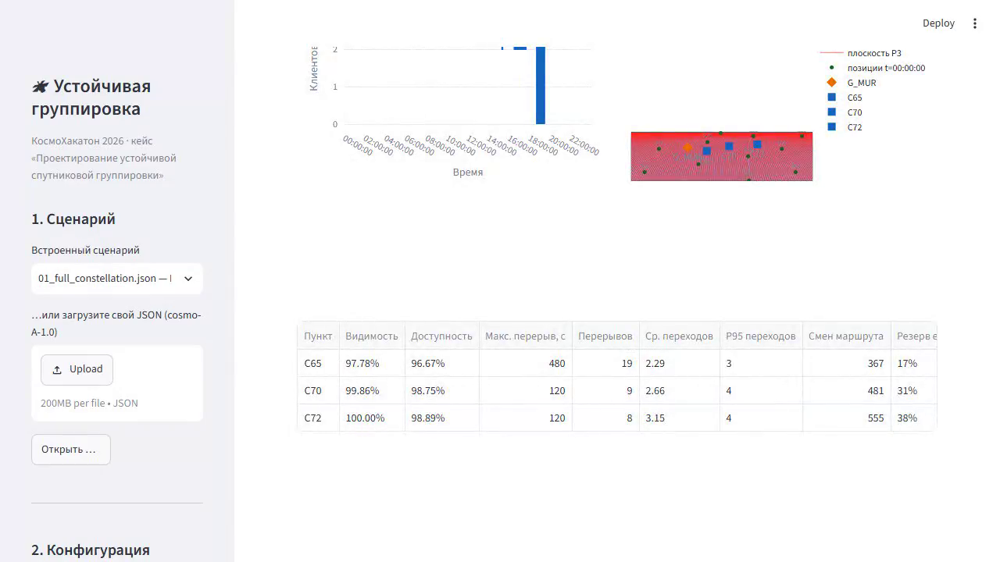 Deploy
Устойчивая
группировка
КосмоХакатон 2026 · кейс
«Проектирование устойчивой
спутниковой группировки»
1. Сценарий
Встроенный сценарий
01_full_constellation.json —
…или загрузите свой JSON (cosmo-
A-1.0)
Upload
200MB per file • JSON
Открыть …
2. Конфигурация
Клиентов
2
1
0
00:00:00
02:00:00
04:00:00
06:00:00
08:00:00
10:00:00
12:00:00
14:00:00
16:00:00
18:00:00
20:00:00
22:00:00
Время
плоскость P3
позиции t=00:00:00
G_MUR
C65
C70
C72
Пункт Видимость Доступность Макс. перерыв, с Перерывов Ср. переходов P95 переходов Смен маршрута Резерв
C65 97.78% 96.67% 480 19 2.29 3 367 17%
C70 99.86% 98.75% 120 9 2.66 4 481 31%
C72 100.00% 98.89% 120 8 3.15 4 555 38%